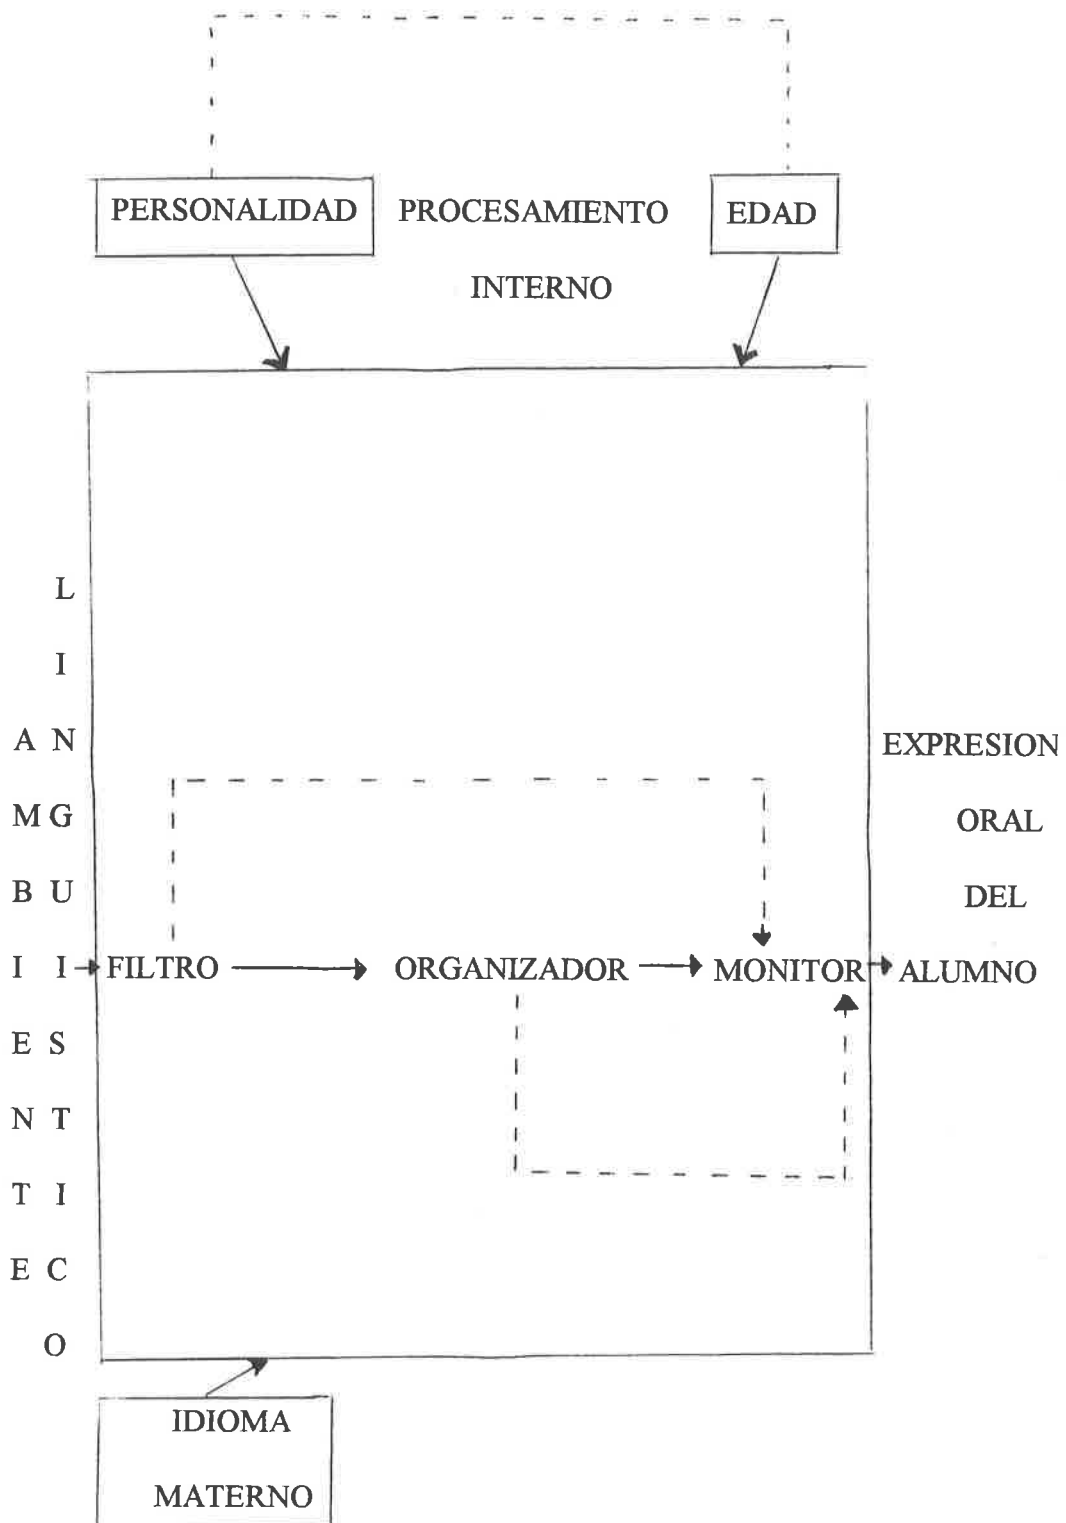 PERSONALIDAD PROCESAMIENTO EDAD
INTERNO
L
I
A N
M G
B U
I I
E S
N T
T I
E C
O
EXPRESION
ORAL
DEL
FILTRO ORGANIZADOR MONITOR ALUMNO
IDIOMA
MATERNO